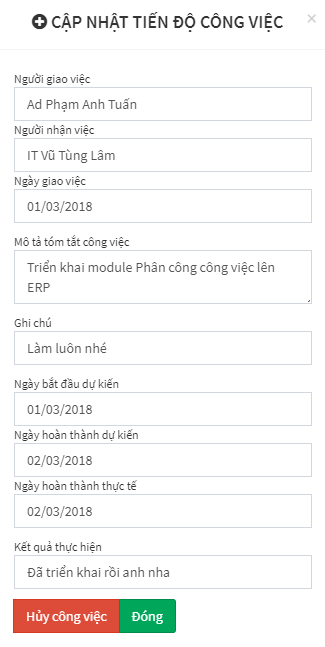 CẬP NHẬT TIẾN ĐỘ CÔNG VIỆC
×
Người giao việc
Ad Phạm Anh Tuấn
Người nhận việc
IT Vũ Tùng Lâm
Ngày giao việc
01/03/2018
Mô tả tóm tắt công việc
Triển khai module Phân công công việc lên
ERP
Ghi chú
Làm luôn nhé
Ngày bắt đầu dự kiến
01/03/2018
Ngày hoàn thành dự kiến
02/03/2018
Ngày hoàn thành thực tế
02/03/2018
Kết quả thực hiện
Đã triển khai rồi anh nha
Hủy công việc Đóng